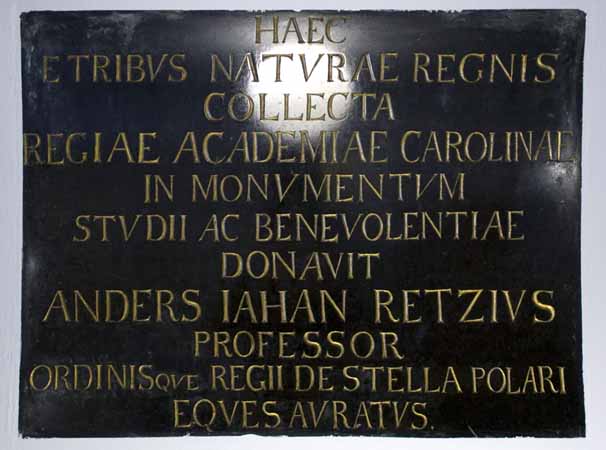 HAEC
E TRIBVS NATVRAE REGNIS
COLLECTA
REGIAE ACADEMIAE CAROLINAE
IN MONVMENTVM
STVDII AC BENEVOLENTIAE
DONAVIT
ANDERS IAHAN RETZIVS
PROFESSOR
ORDINISQVE REGII DE STELLA POLARI
EQVES AVRATVS.